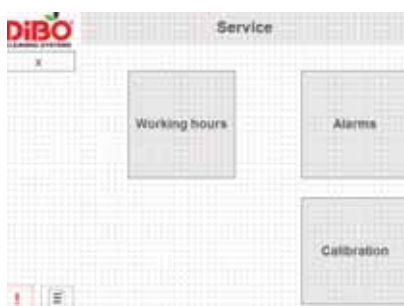 DiBO
CLEANING SYSTEMS
Service
x
Working hours
Alarms
Calibration
!